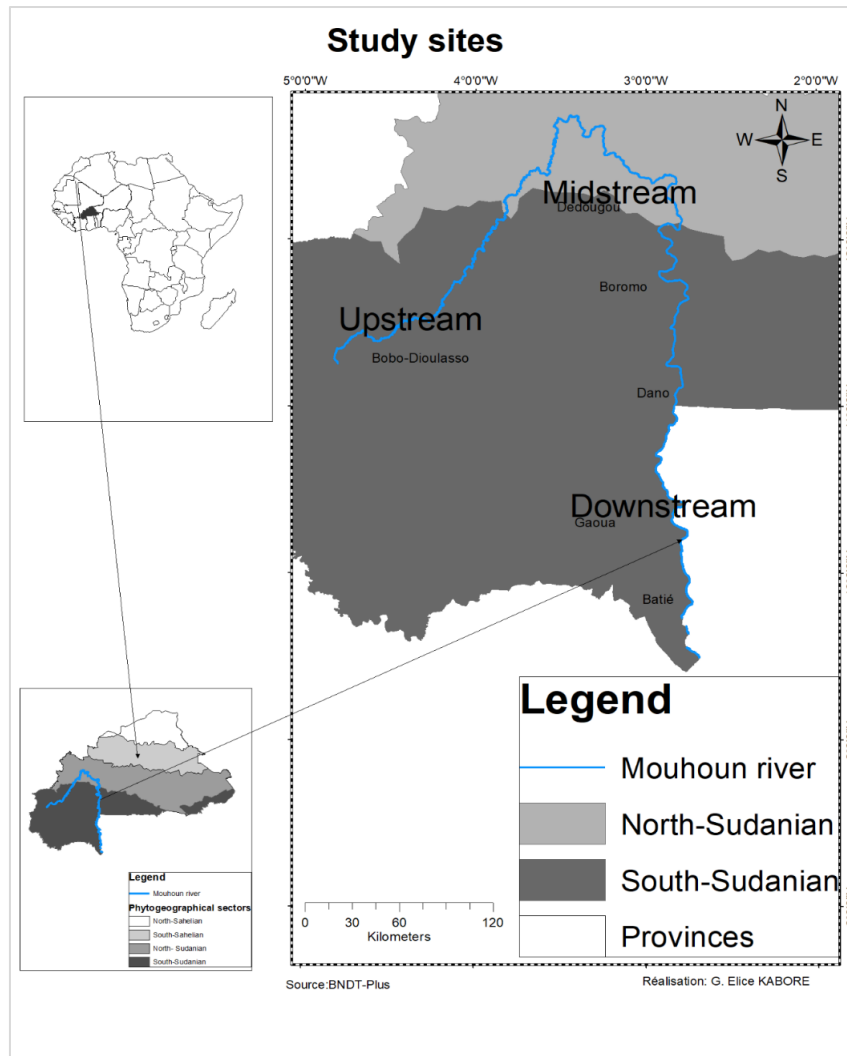 Study sites
5°0'0"W
4°0'0"W
3°0'0"W
2°0'0"W
N
W
E
S
Midstream
Dédougou
Boromo
Upstream
Bobo-Dioulasso
Dano
Downstream
Gaoua
Batié
Legend
Mouhoun river
North-Sudanian
South-Sudanian
Provinces
0 30 60 120
Kilometers
Legend
Mouhoun river
Phytogeographical sectors
North-Sahelian
South-Sahelian
North- Sudanian
South-Sudanian
Source:BNDT-Plus
Réalisation: G. Elice KABORE